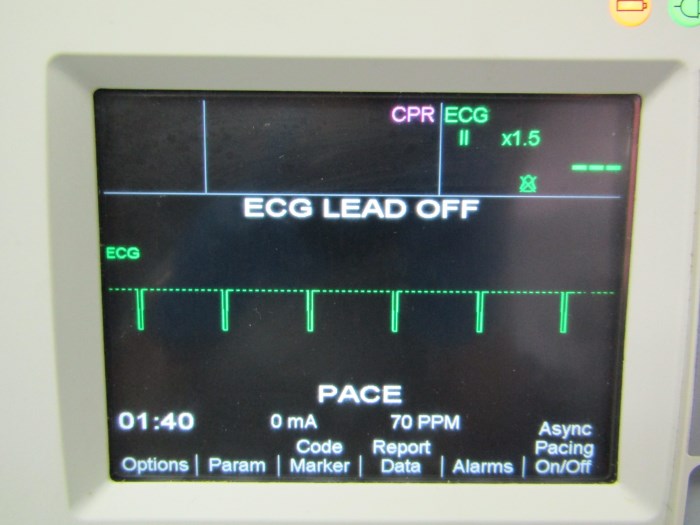 CPR ECG
II x1.5
---
ECG LEAD OFF
ECG
PACE
01:40 0 mA 70 PPM
Options | Param | Code Marker | Report Data | Alarms | Async Pacing On/Off